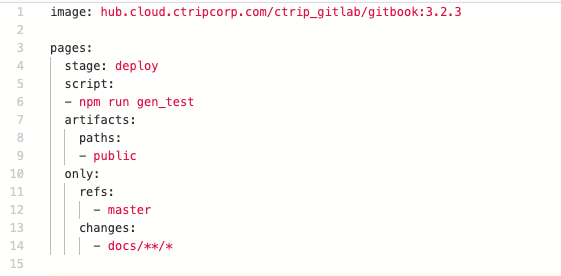 1 image: hub.cloud.ctripcorp.com/ctrip_gitlab/gitbook:3.2.3
2
3 pages:
4   stage: deploy
5   script:
6   - npm run gen_test
7   artifacts:
8     paths:
9     - public
10   only:
11     refs:
12       - master
13     changes:
14       - docs/**/*
15